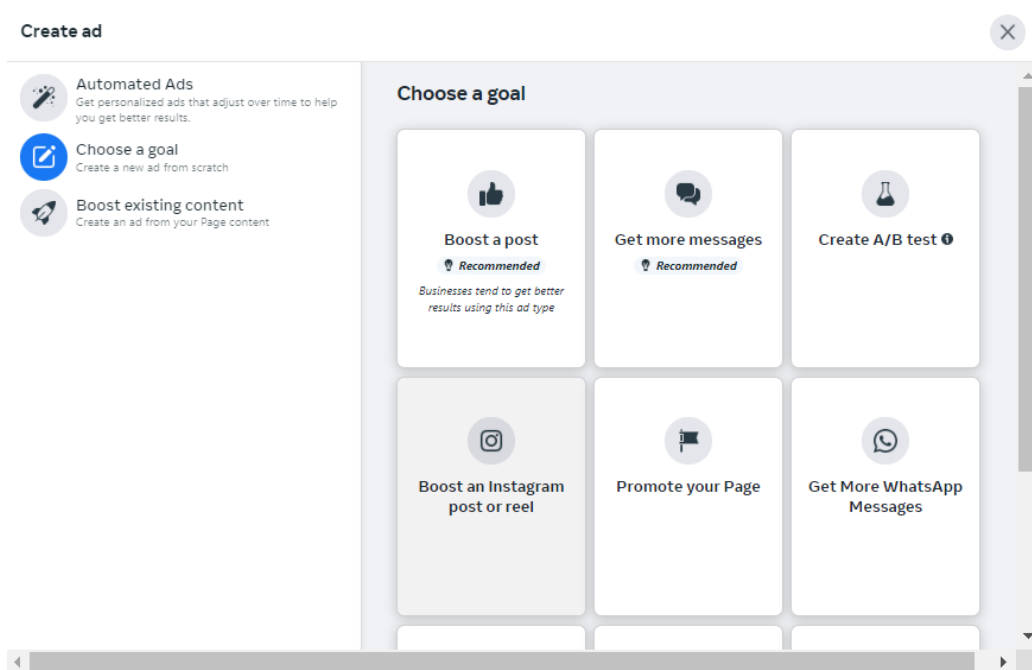 Create ad
Automated Ads
Get personalized ads that adjust over time to help
you get better results.
Choose a goal
Create a new ad from scratch
Boost existing content
Create an ad from your Page content
Choose a goal
Boost a post
Recommended
Businesses tend to get better
results using this ad type
Get more messages
Recommended
Create A/B test
Boost an Instagram
post or reel
Promote your Page
Get More WhatsApp
Messages